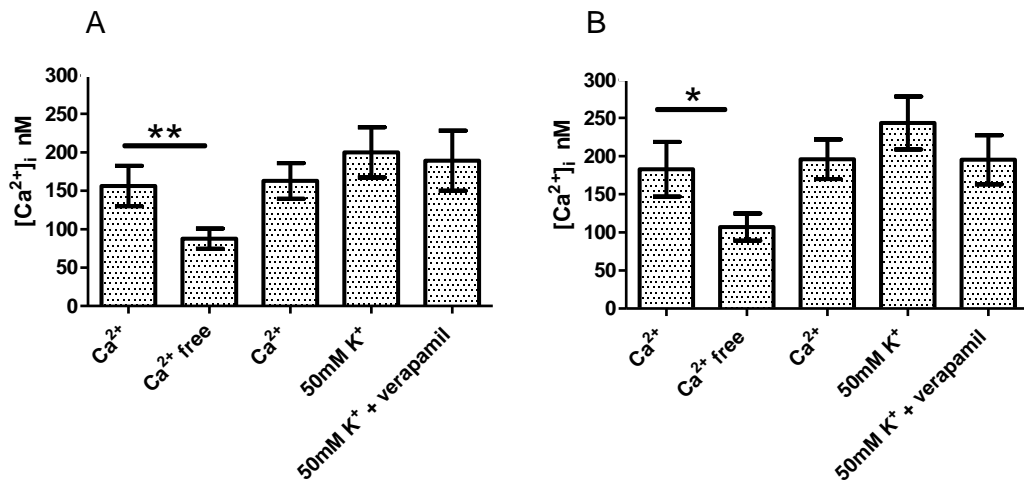 A
300
250
200
150
100
50
0
[Ca²⁺]ᵢ nM
**
Ca²⁺
Ca²⁺ free
Ca²⁺
50mM K⁺
50mM K⁺ + verapamil
B
300
250
200
150
100
50
0
[Ca²⁺]ᵢ nM
*
Ca²⁺
Ca²⁺ free
Ca²⁺
50mM K⁺
50mM K⁺ + verapamil